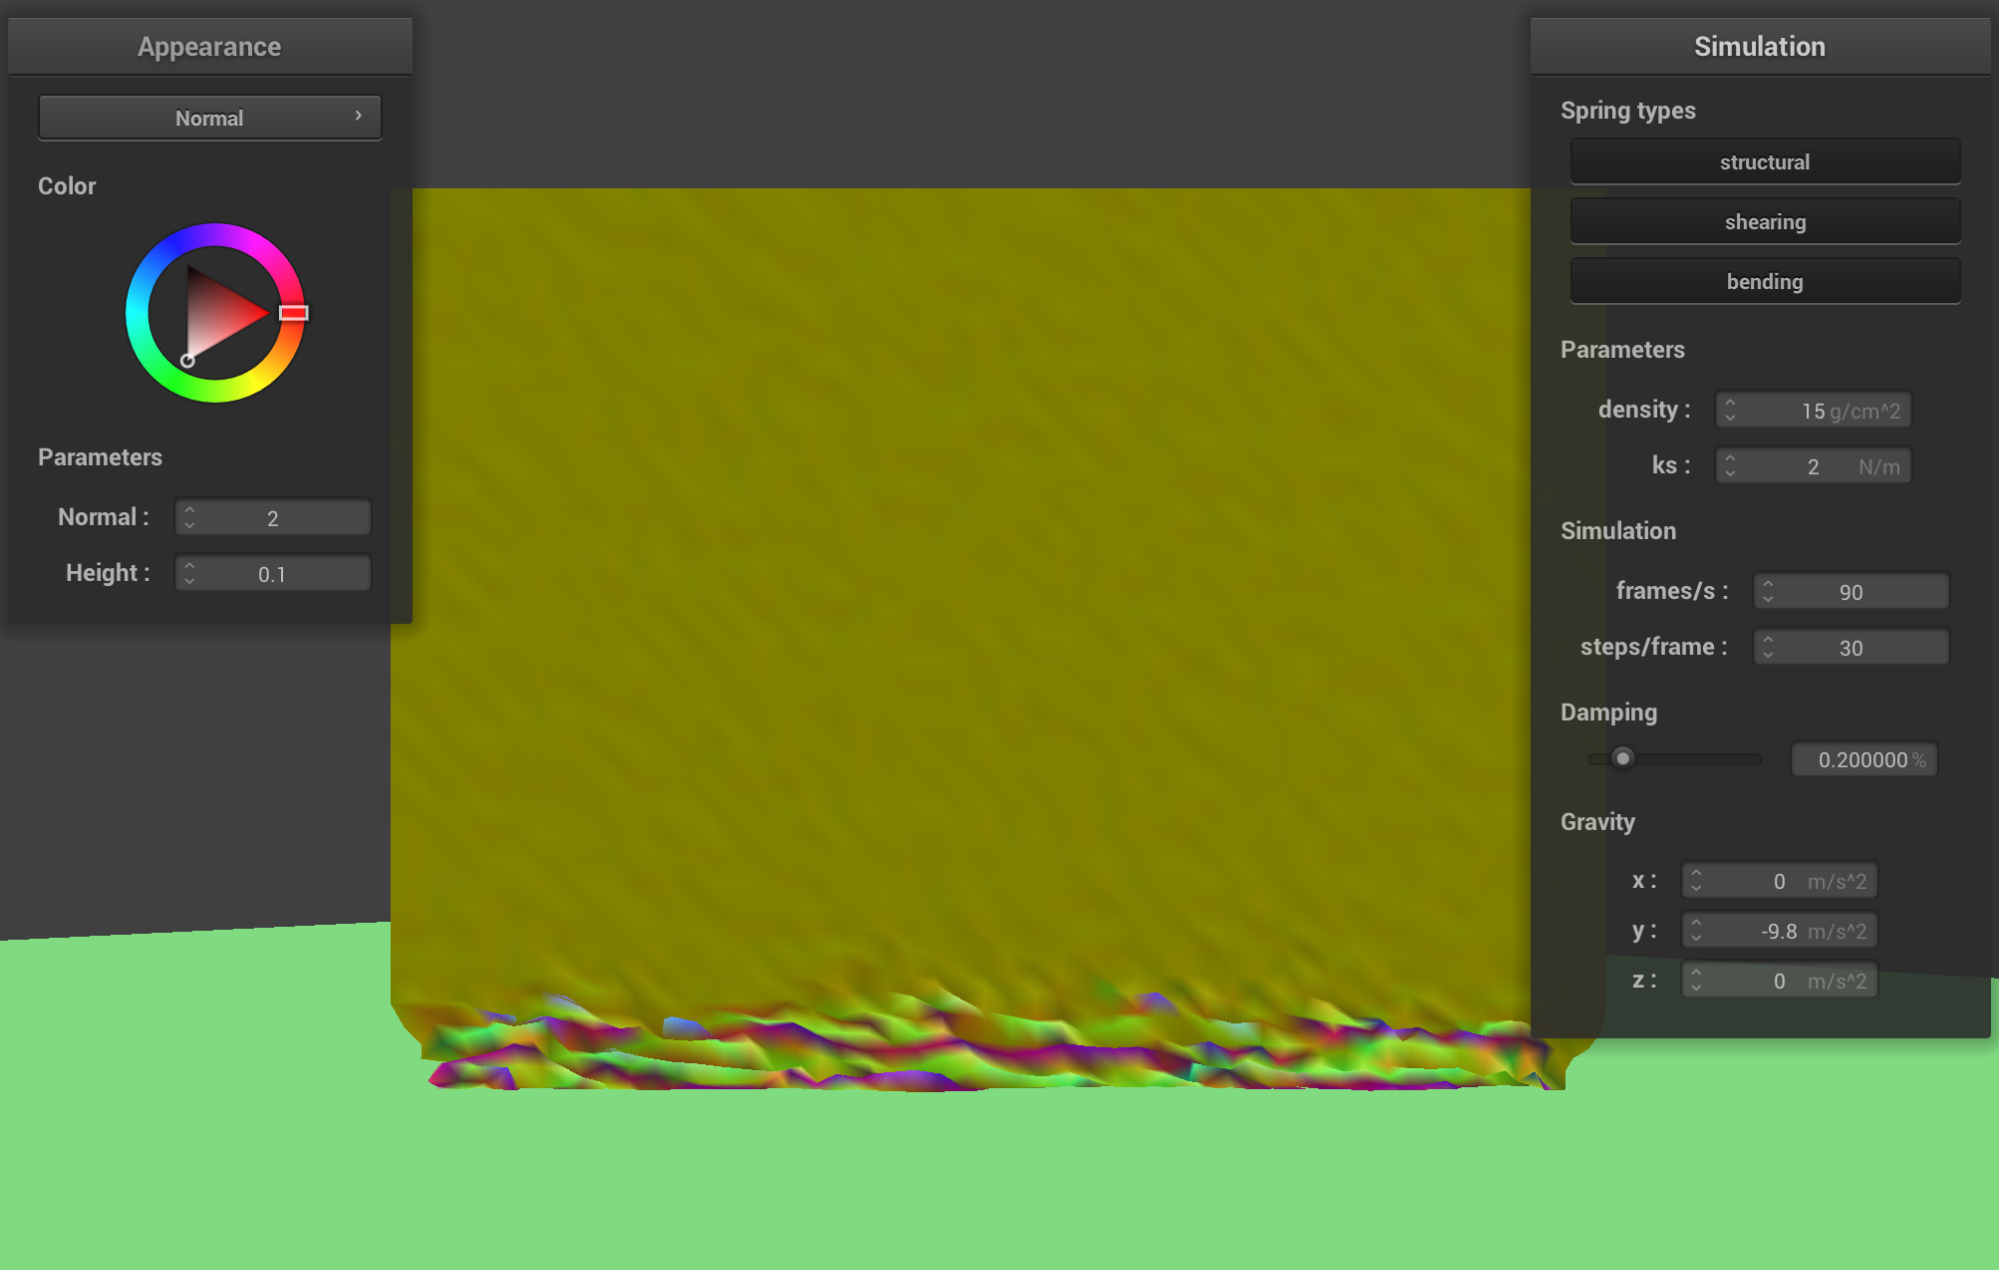 Appearance
Normal
Color
Parameters
Normal : 2
Height : 0.1
Simulation
Spring types
structural
shearing
bending
Parameters
density : 15 g/cm^2
ks : 2 N/m
Simulation
frames/s : 90
steps/frame : 30
Damping
0.200000 %
Gravity
x : 0 m/s^2
y : -9.8 m/s^2
z : 0 m/s^2